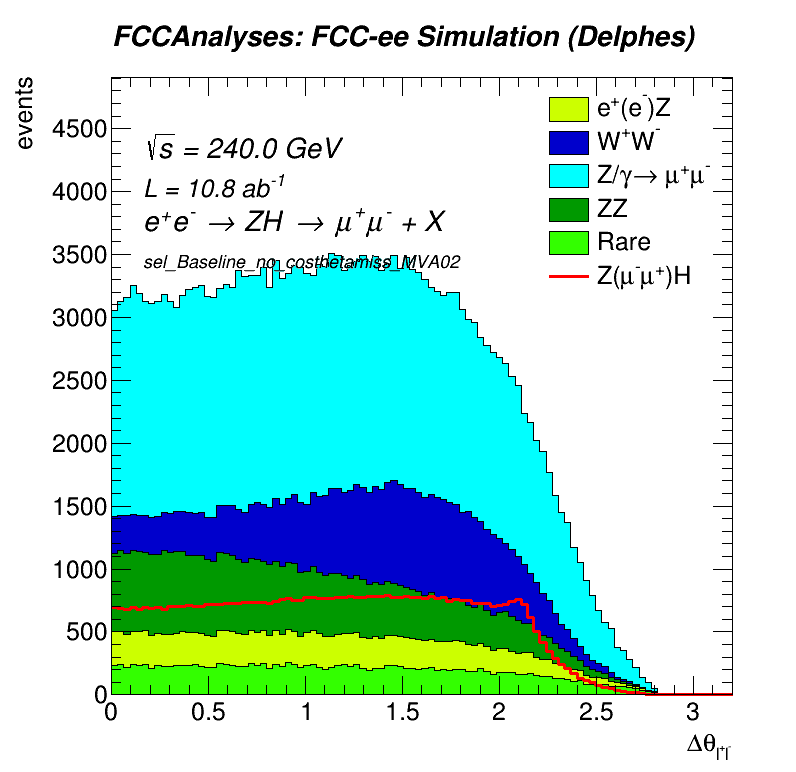 FCCAnalyses: FCC-ee Simulation (Delphes)
events
√s = 240.0 GeV
L = 10.8 ab⁻¹
e⁺e⁻ → ZH → μ⁺μ⁻ + X
sel_Baseline_no_costhetamiss_MVA02
e⁺(e⁻)Z
W⁺W⁻
Z/γ→ μ⁺μ⁻
ZZ
Rare
Z(μ⁻μ⁺)H
4500
4000
3500
3000
2500
2000
1500
1000
500
0
0 0.5 1 1.5 2 2.5 3
Δθ_l⁺l⁻